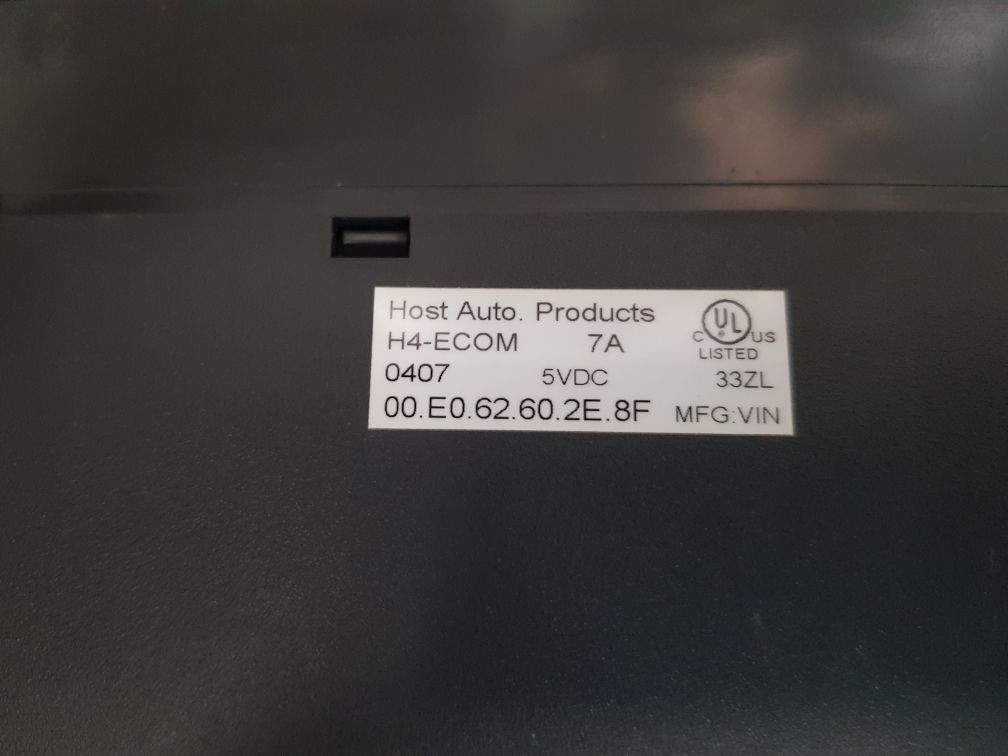 Host Auto. Products
H4-ECOM 7A
C UL US
LISTED
0407 5VDC 33ZL
00.E0.62.60.2E.8F MFG:VIN